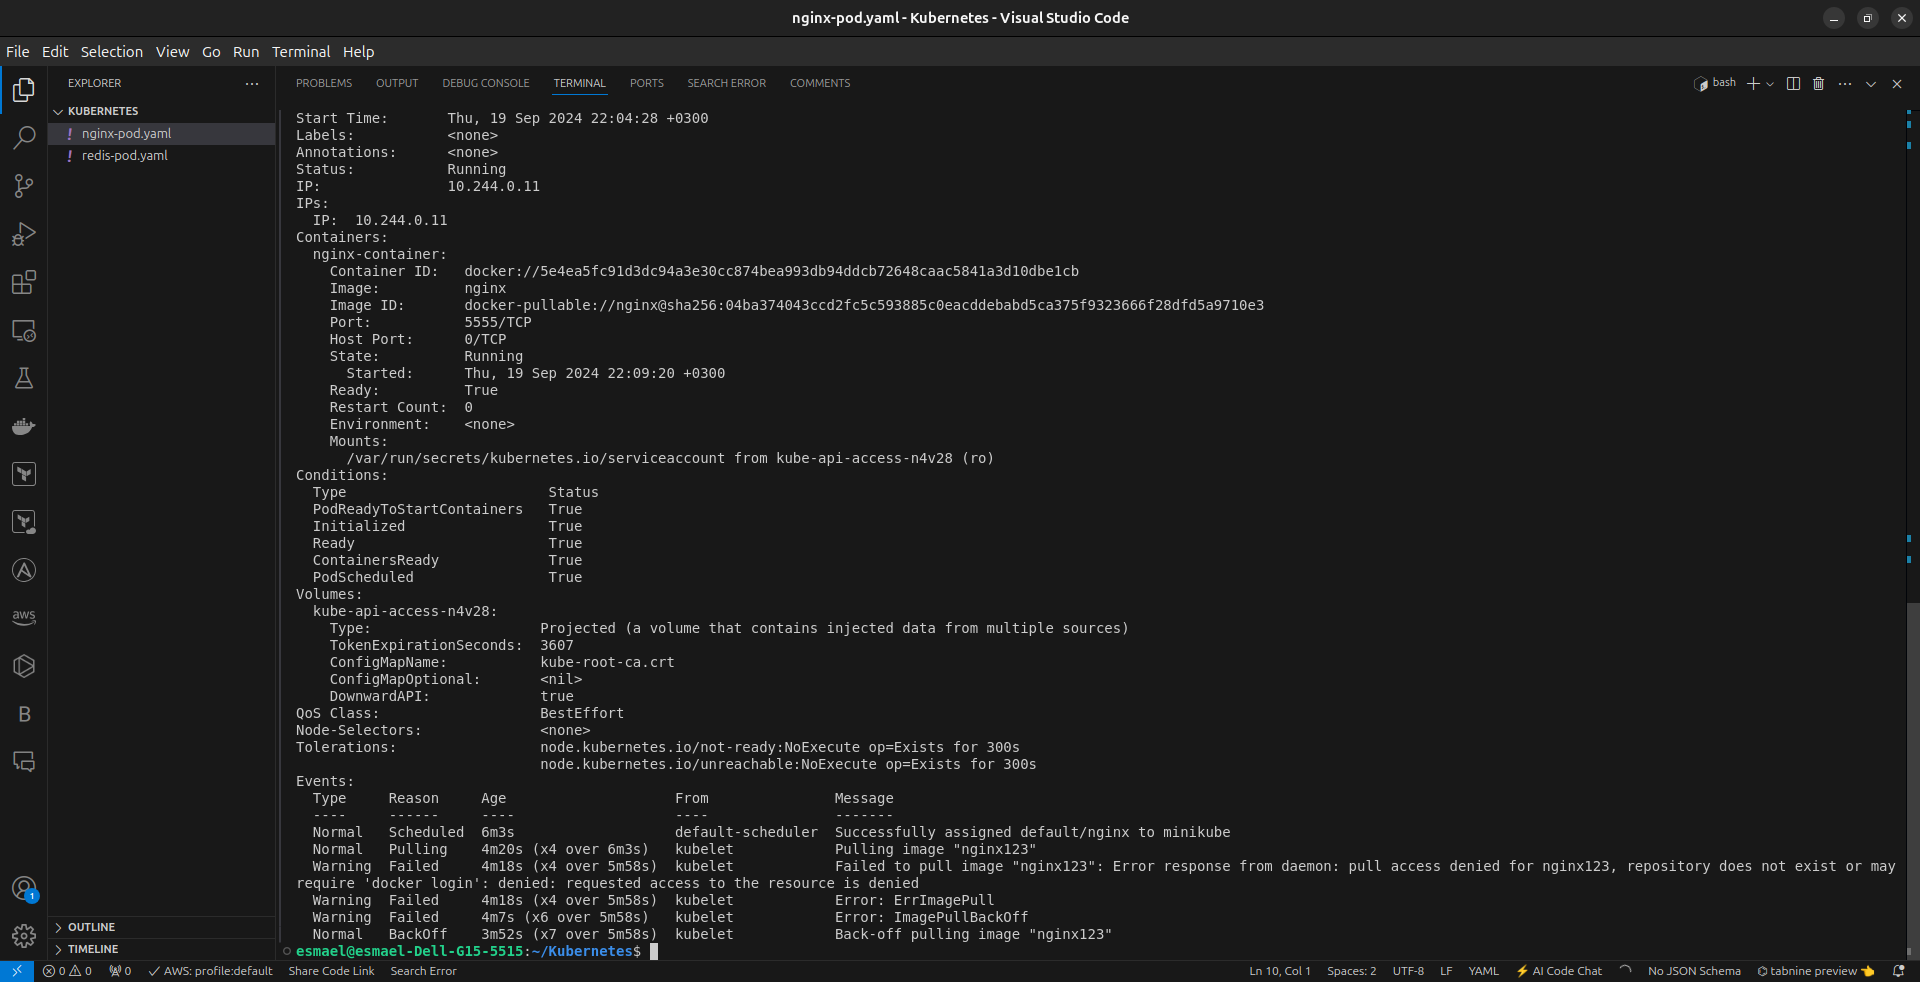 nginx-pod.yaml - Kubernetes - Visual Studio Code
File Edit Selection View Go Run Terminal Help
EXPLORER
KUBERNETES
! nginx-pod.yaml
! redis-pod.yaml
OUTLINE
TIMELINE
aws
B
1
PROBLEMS OUTPUT DEBUG CONSOLE TERMINAL PORTS SEARCH ERROR COMMENTS
bash
Start Time:       Thu, 19 Sep 2024 22:04:28 +0300
Labels:           <none>
Annotations:      <none>
Status:           Running
IP:               10.244.0.11
IPs:
  IP:  10.244.0.11
Containers:
  nginx-container:
    Container ID:   docker://5e4ea5fc91d3dc94a3e30cc874bea993db94ddcb72648caac5841a3d10dbe1cb
    Image:          nginx
    Image ID:       docker-pullable://nginx@sha256:04ba374043ccd2fc5c593885c0eacddebabd5ca375f9323666f28dfd5a9710e3
    Port:           5555/TCP
    Host Port:      0/TCP
    State:          Running
      Started:      Thu, 19 Sep 2024 22:09:20 +0300
    Ready:          True
    Restart Count:  0
    Environment:    <none>
    Mounts:
      /var/run/secrets/kubernetes.io/serviceaccount from kube-api-access-n4v28 (ro)
Conditions:
  Type                        Status
  PodReadyToStartContainers   True
  Initialized                 True
  Ready                       True
  ContainersReady             True
  PodScheduled                True
Volumes:
  kube-api-access-n4v28:
    Type:                    Projected (a volume that contains injected data from multiple sources)
    TokenExpirationSeconds:  3607
    ConfigMapName:           kube-root-ca.crt
    ConfigMapOptional:       <nil>
    DownwardAPI:             true
QoS Class:                   BestEffort
Node-Selectors:              <none>
Tolerations:                 node.kubernetes.io/not-ready:NoExecute op=Exists for 300s
                             node.kubernetes.io/unreachable:NoExecute op=Exists for 300s
Events:
  Type     Reason     Age                    From               Message
  ----     ------     ----                   ----               -------
  Normal   Scheduled  6m3s                   default-scheduler  Successfully assigned default/nginx to minikube
  Normal   Pulling    4m20s (x4 over 6m3s)   kubelet            Pulling image "nginx123"
  Warning  Failed     4m18s (x4 over 5m58s)  kubelet            Failed to pull image "nginx123": Error response from daemon: pull access denied for nginx123, repository does not exist or may
require 'docker login': denied: requested access to the resource is denied
  Warning  Failed     4m18s (x4 over 5m58s)  kubelet            Error: ErrImagePull
  Warning  Failed     4m7s (x6 over 5m58s)   kubelet            Error: ImagePullBackOff
  Normal   BackOff    3m52s (x7 over 5m58s)  kubelet            Back-off pulling image "nginx123"
esmael@esmael-Dell-G15-5515:~/Kubernetes$
0 0 0 AWS: profile:default Share Code Link Search Error Ln 10, Col 1 Spaces: 2 UTF-8 LF YAML ⚡ AI Code Chat No JSON Schema tabnine preview 👈